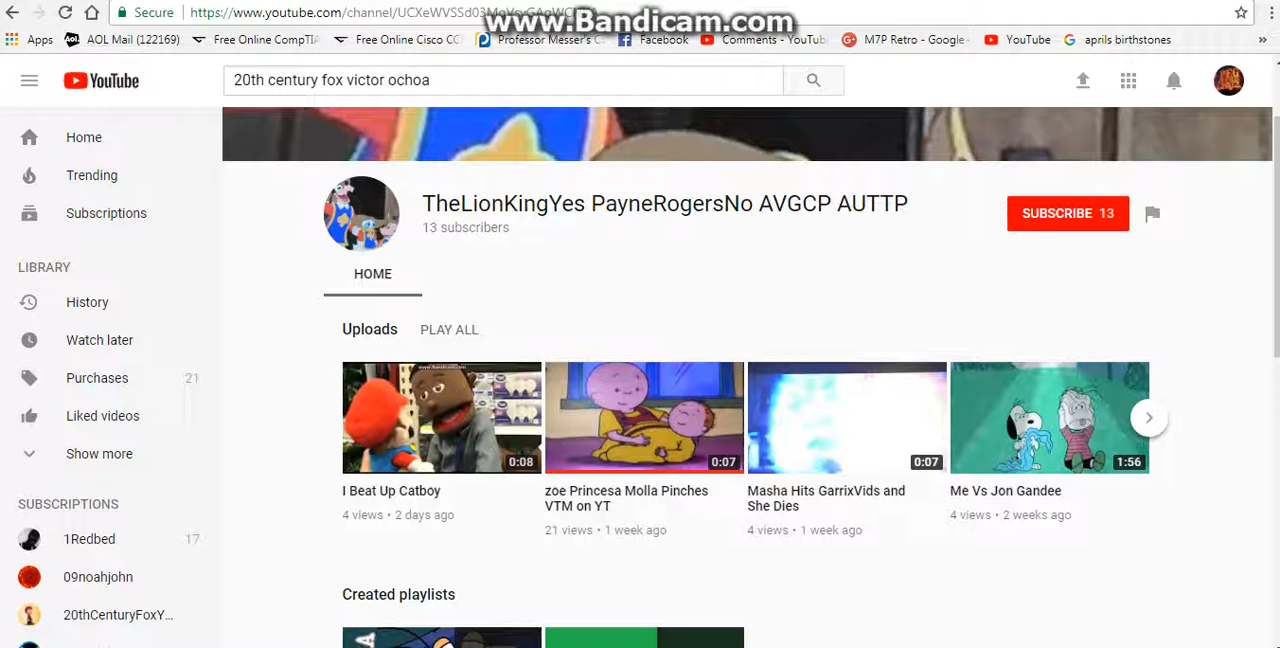 www.Bandicam.com
Secure https://www.youtube.com/channel/
Apps AOL Mail (122169) Free Online CompTIA Free Online Cisco CC Professor Messer's C Facebook Comments - YouTub M7P Retro - Google YouTube aprils birthstones »
YouTube 20th century fox victor ochoa
Home
Trending
Subscriptions
LIBRARY
History
Watch later
Purchases 21
Liked videos
Show more
SUBSCRIPTIONS
1Redbed 17
09noahjohn
20thCenturyFoxY...
TheLionKingYes PayneRogersNo AVGCP AUTTP
13 subscribers
SUBSCRIBE 13
HOME
Uploads PLAY ALL
www.Bandicam.com
0:08 0:07 0:07 1:56
I Beat Up Catboy
4 views • 2 days ago
zoe Princesa Molla Pinches
VTM on YT
21 views • 1 week ago
Masha Hits GarrixVids and
She Dies
4 views • 1 week ago
Me Vs Jon Gandee
4 views • 2 weeks ago
Created playlists